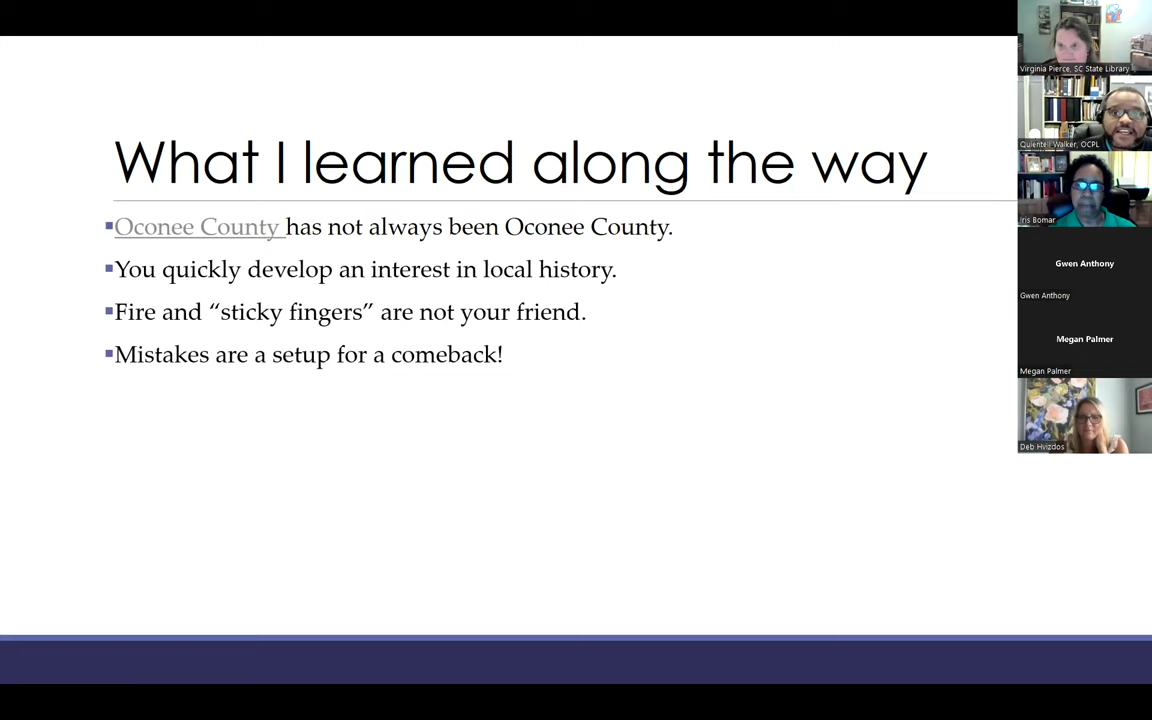 What I learned along the way
Oconee County has not always been Oconee County.
You quickly develop an interest in local history.
Fire and “sticky fingers” are not your friend.
Mistakes are a setup for a comeback!
Virginia Pierce, SC State Library
Quientell Walker, OCPL
Iris Bomar
Gwen Anthony
Gwen Anthony
Megan Palmer
Megan Palmer
Deb Hvizdos